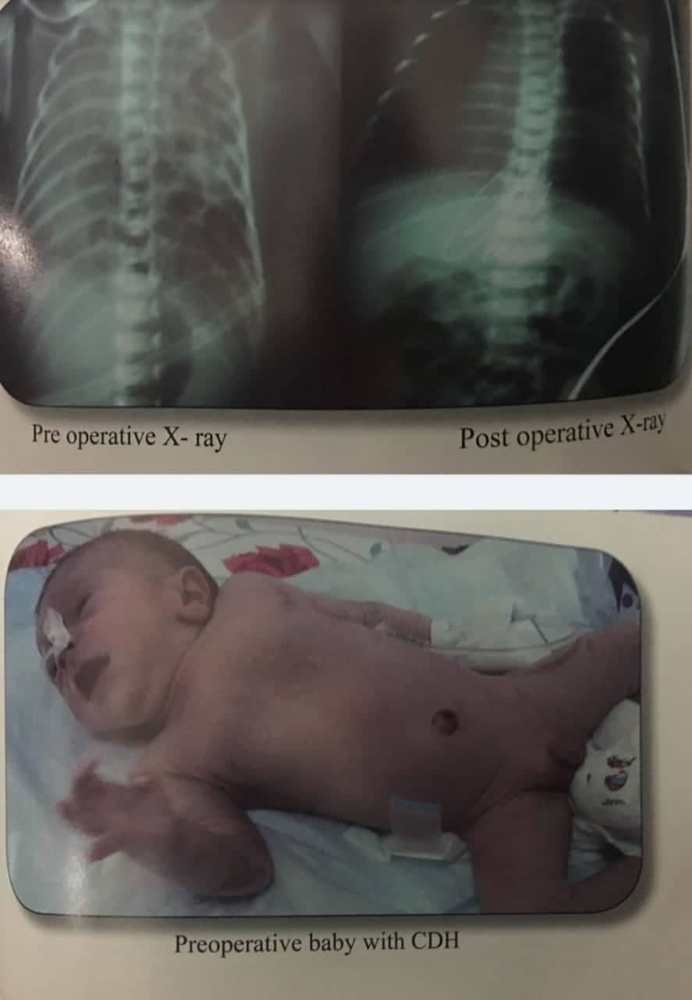 Pre operative X- ray
Post operative X-ray
Preoperative baby with CDH